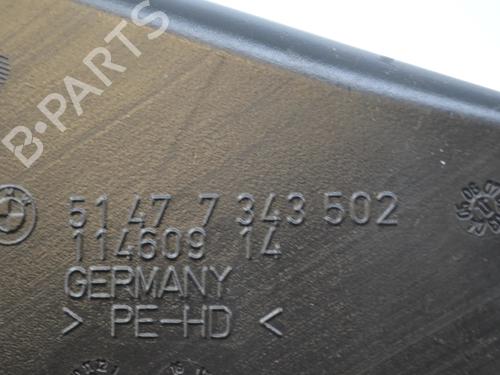 B-PARTS
51 47 7 343 502
114609 14
GERMANY
> PE-HD <